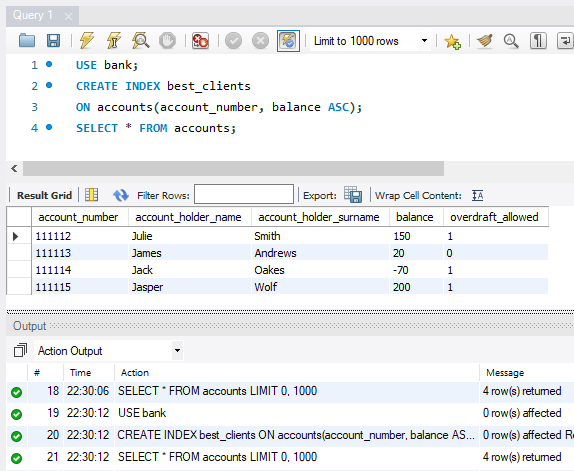 Query 1
Limit to 1000 rows
1 USE bank;
2 CREATE INDEX best_clients
3 ON accounts(account_number, balance ASC);
4 SELECT * FROM accounts;
Result Grid Filter Rows: Export: Wrap Cell Content:
account_number account_holder_name account_holder_surname balance overdraft_allowed
111112 Julie Smith 150 1
111113 James Andrews 20 0
111114 Jack Oakes -70 1
111115 Jasper Wolf 200 1
Output
Action Output
# Time Action Message
18 22:30:06 SELECT * FROM accounts LIMIT 0, 1000 4 row(s) returned
19 22:30:12 USE bank 0 row(s) affected
20 22:30:12 CREATE INDEX best_clients ON accounts(account_number, balance AS... 0 row(s) affected Re
21 22:30:12 SELECT * FROM accounts LIMIT 0, 1000 4 row(s) returned